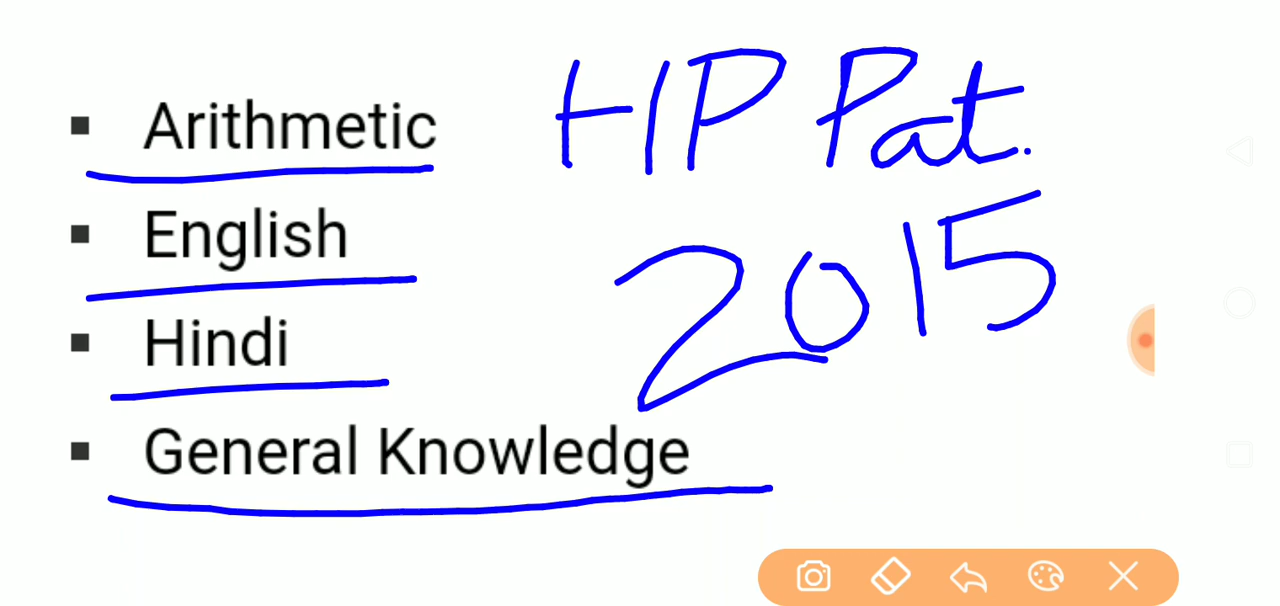 ▪ Arithmetic
HP Pat.
▪ English
2015
▪ Hindi
▪ General Knowledge